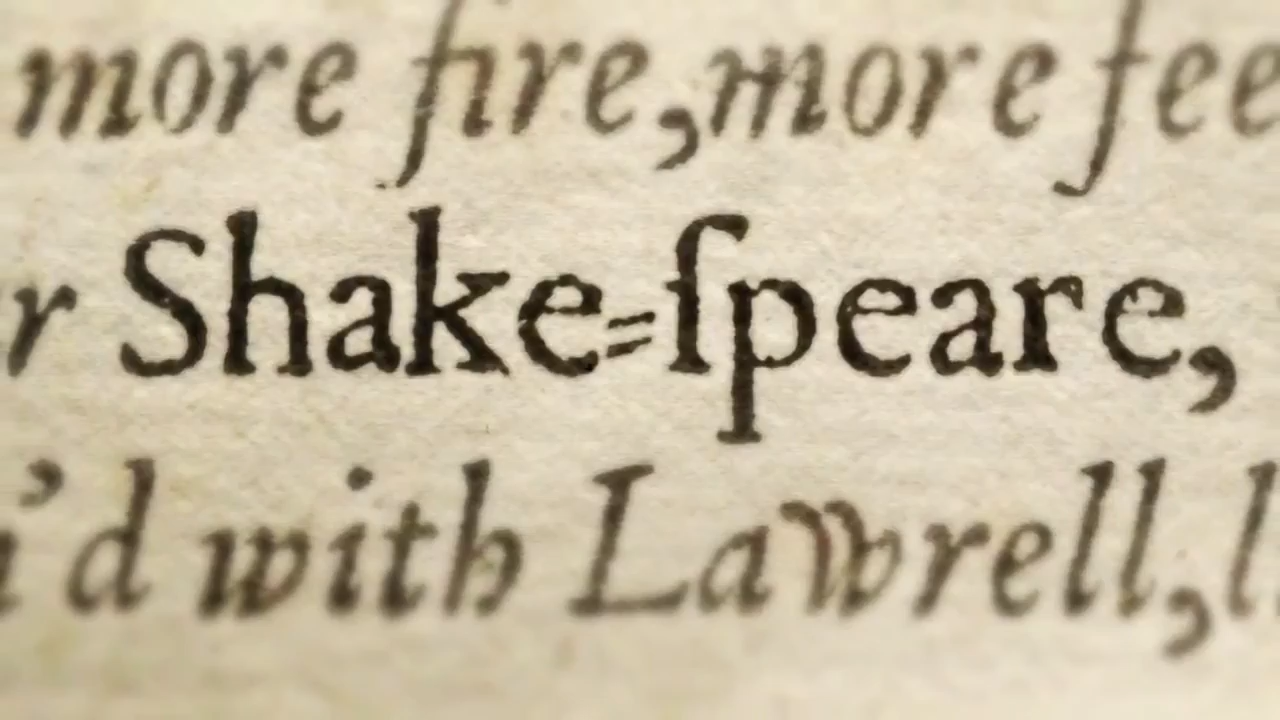 more fire, more fee
r Shake=ſpeare,
'd with Lawrell, l